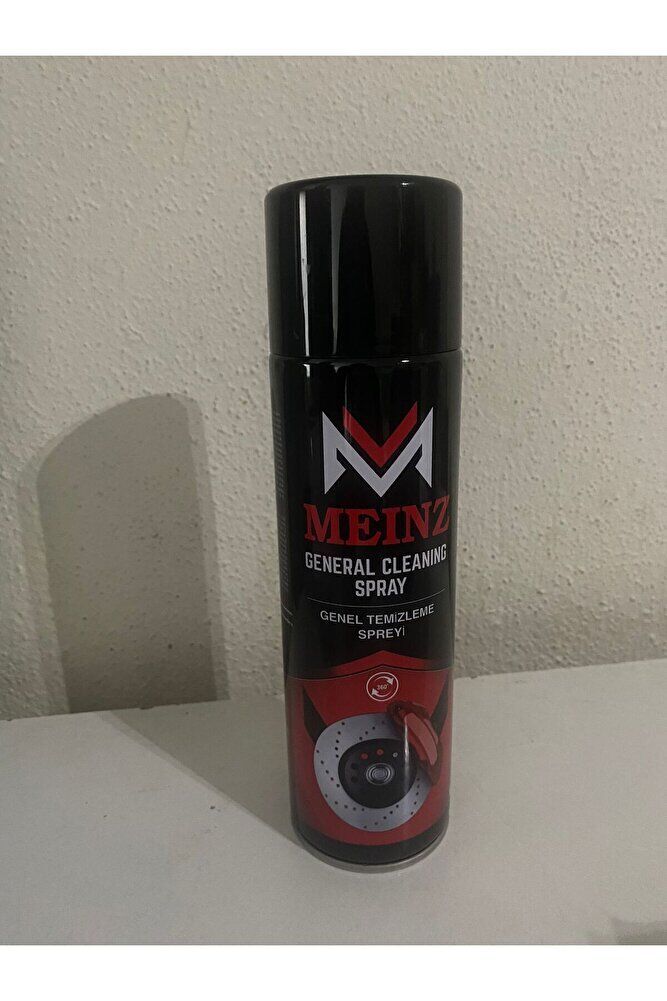 MEINZ
GENERAL CLEANING
SPRAY
GENEL TEMİZLEME
SPREYİ
360°